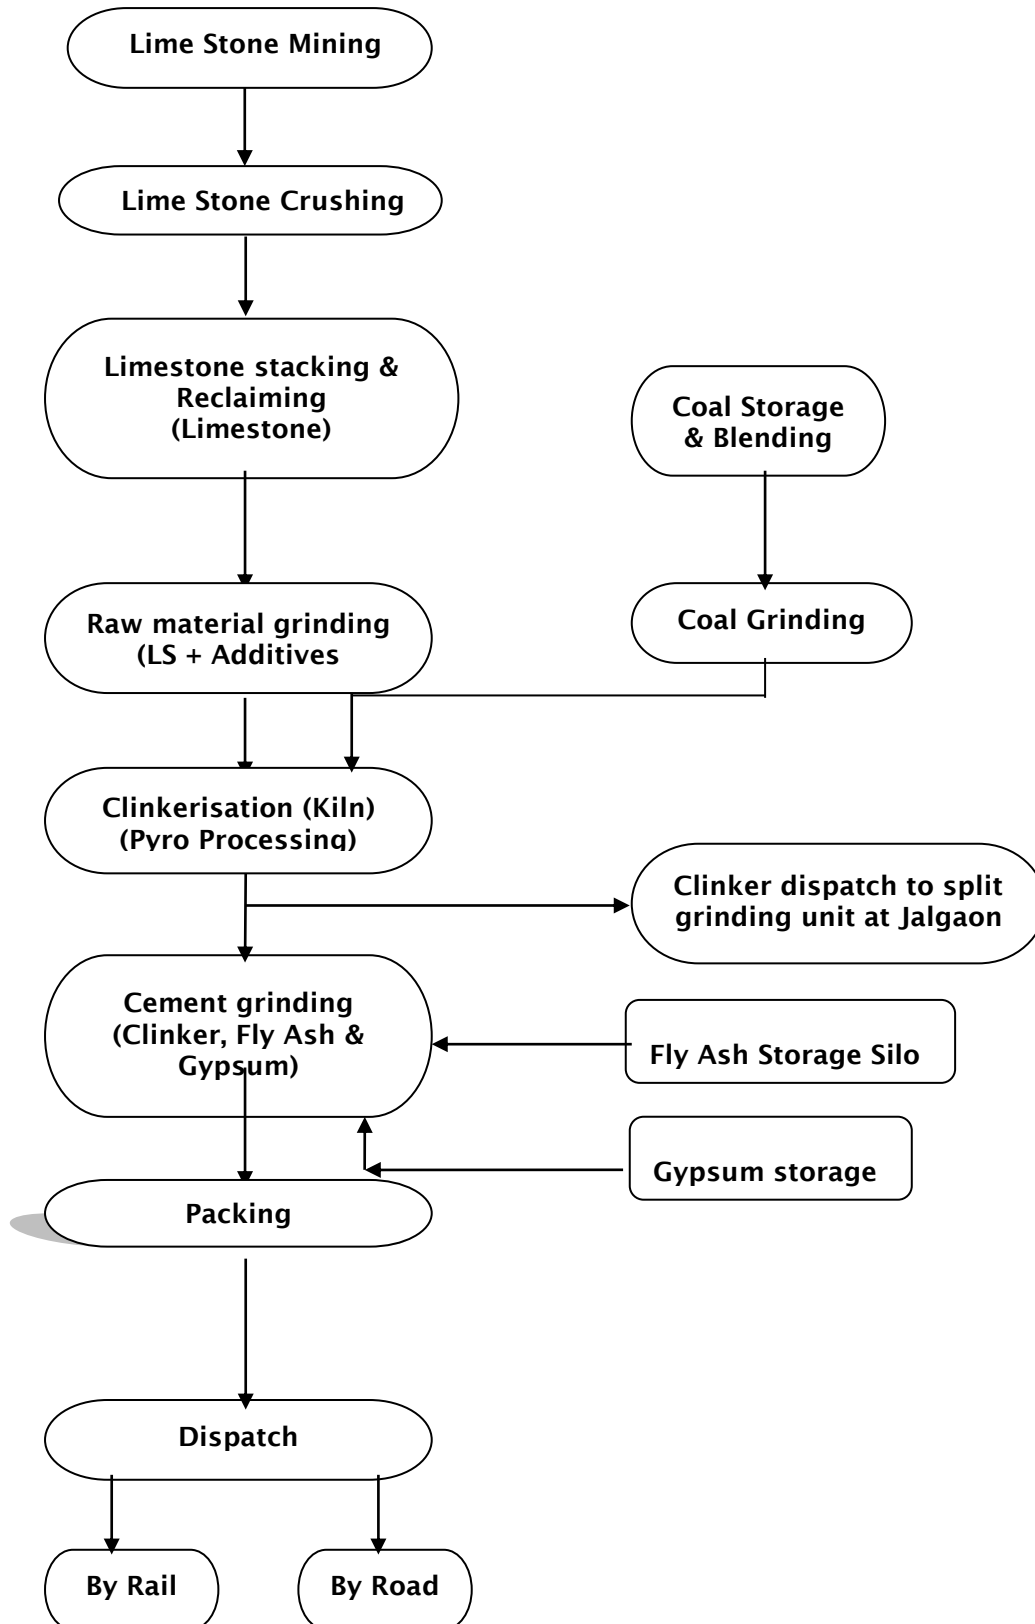 Lime Stone Mining
Lime Stone Crushing
Limestone stacking &
Reclaiming
(Limestone)
Coal Storage
& Blending
Raw material grinding
(LS + Additives
Coal Grinding
Clinkerisation (Kiln)
(Pyro Processing)
Clinker dispatch to split
grinding unit at Jalgaon
Cement grinding
(Clinker, Fly Ash &
Gypsum)
Fly Ash Storage Silo
Gypsum storage
Packing
Dispatch
By Rail
By Road